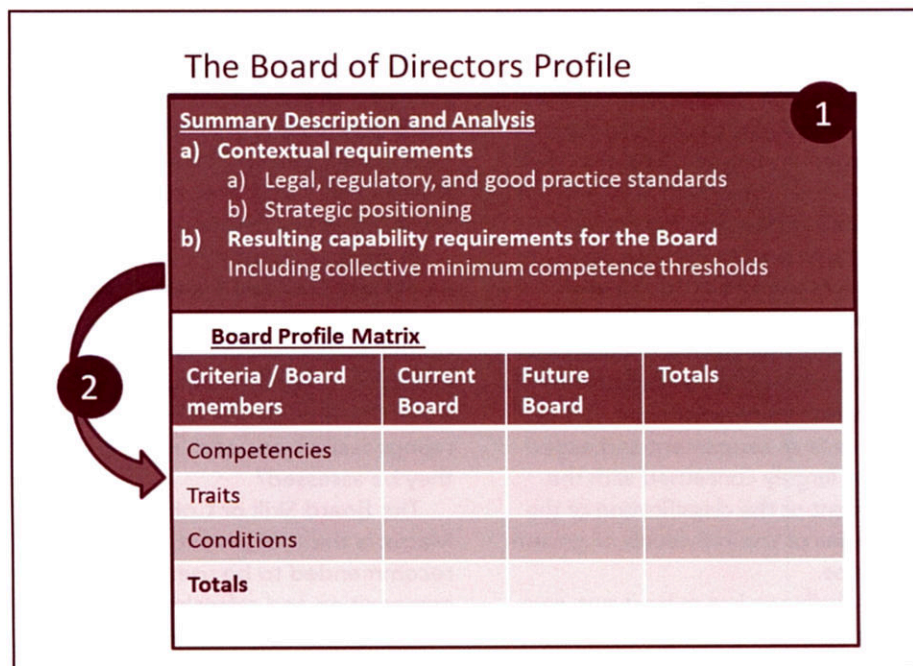 The Board of Directors Profile
1
Summary Description and Analysis
a) Contextual requirements
a) Legal, regulatory, and good practice standards
b) Strategic positioning
b) Resulting capability requirements for the Board
Including collective minimum competence thresholds
2
Board Profile Matrix
Criteria / Board members
Current Board
Future Board
Totals
Competencies
Traits
Conditions
Totals